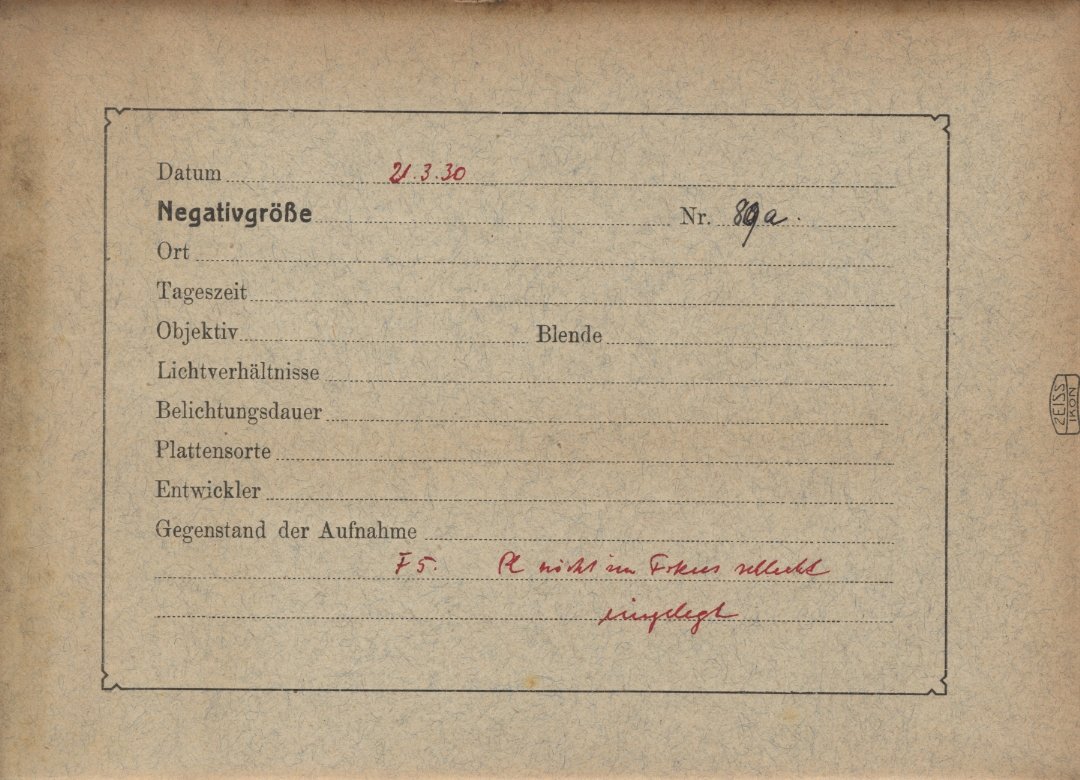 Datum 21.3.30
Negativgröße Nr. 89a.
Ort
Tageszeit
Objektiv Blende
Lichtverhältnisse
Belichtungsdauer
Plattensorte
Entwickler
Gegenstand der Aufnahme
F5. Pl nicht im Fokus schlecht
eingelegt
ZEISS
IKON